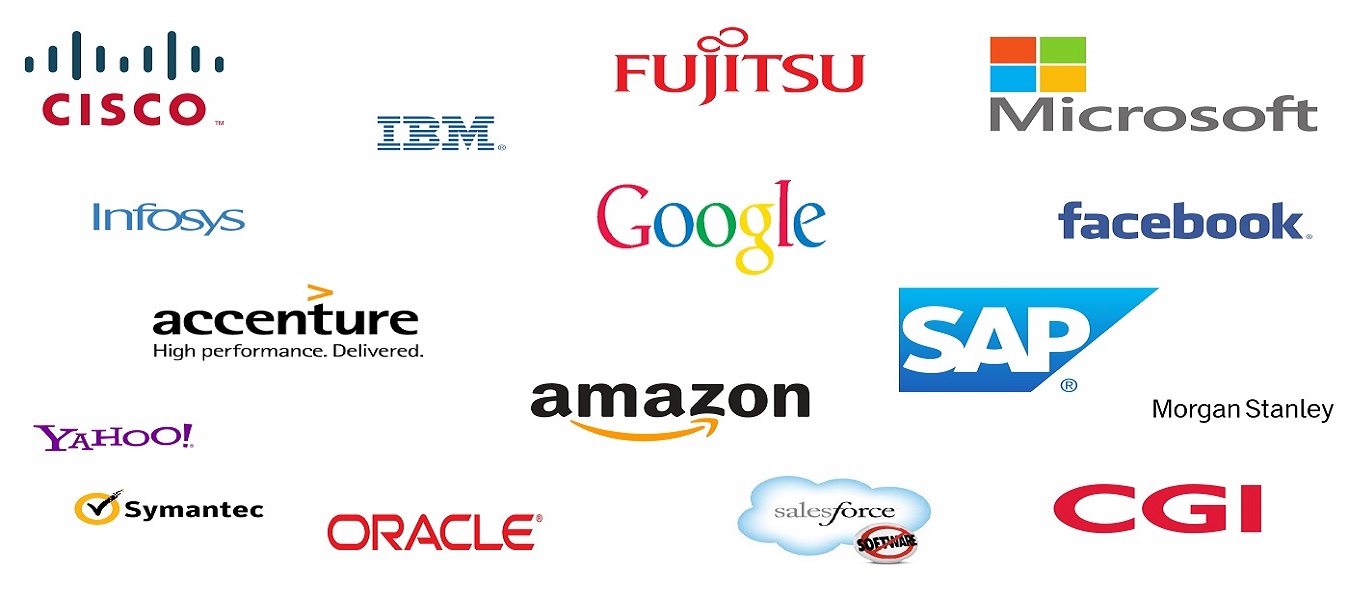 CISCO™
IBM®
FUJITSU
Microsoft
Infosys
Google
facebook®
accenture
High performance. Delivered.
SAP®
amazon
Morgan Stanley
YAHOO!®
Symantec
ORACLE®
salesforce
SOFTWARE
CGI